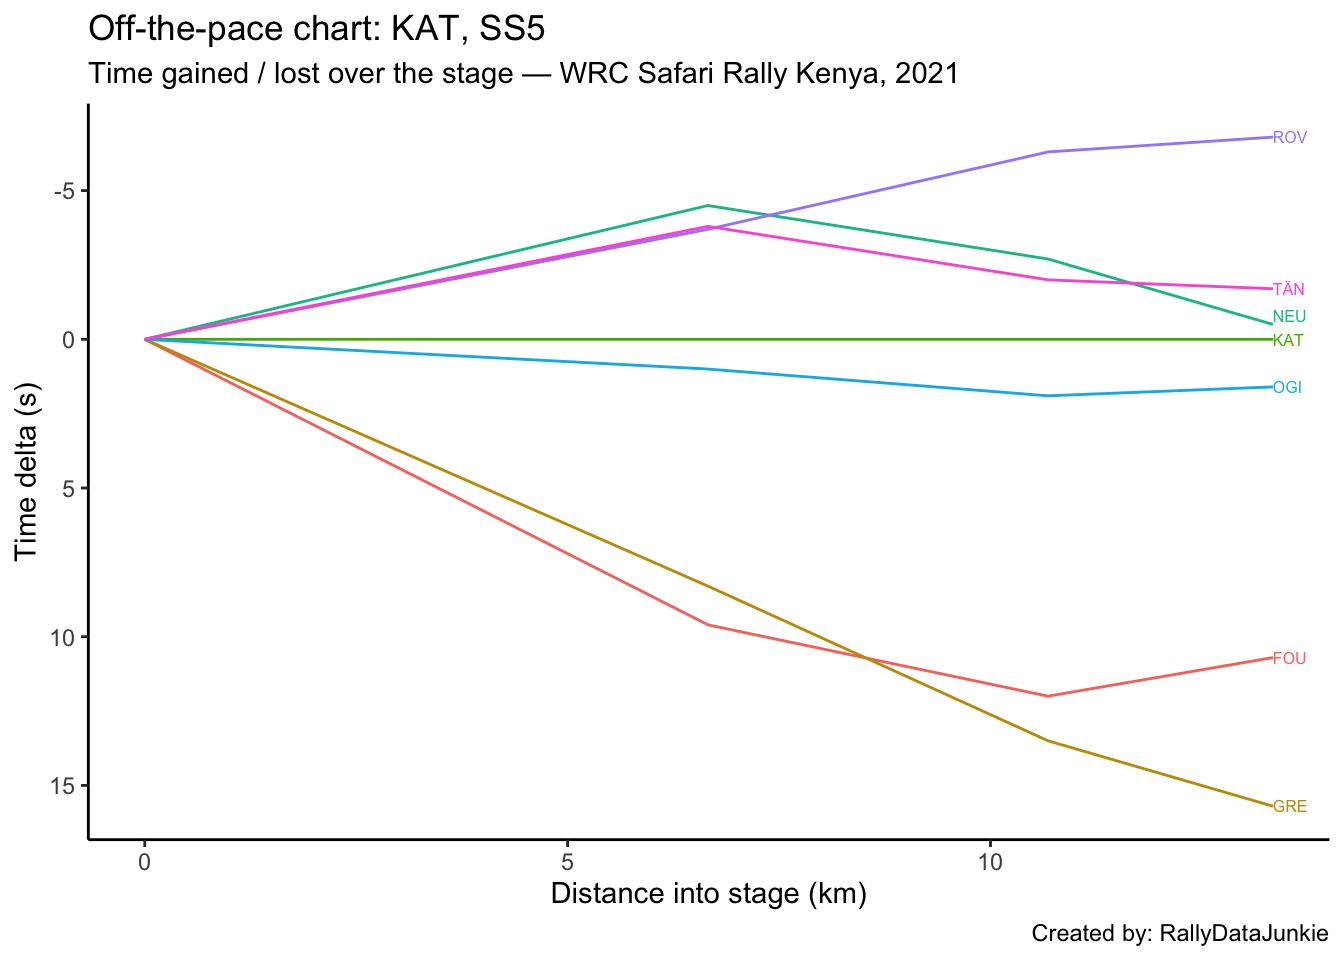 Off-the-pace chart: KAT, SS5
Time gained / lost over the stage — WRC Safari Rally Kenya, 2021
ROV
-5
TÄN
NEU
0
KAT
OGI
Time delta (s)
5
10
FOU
15
GRE
0
5
10
Distance into stage (km)
Created by: RallyDataJunkie